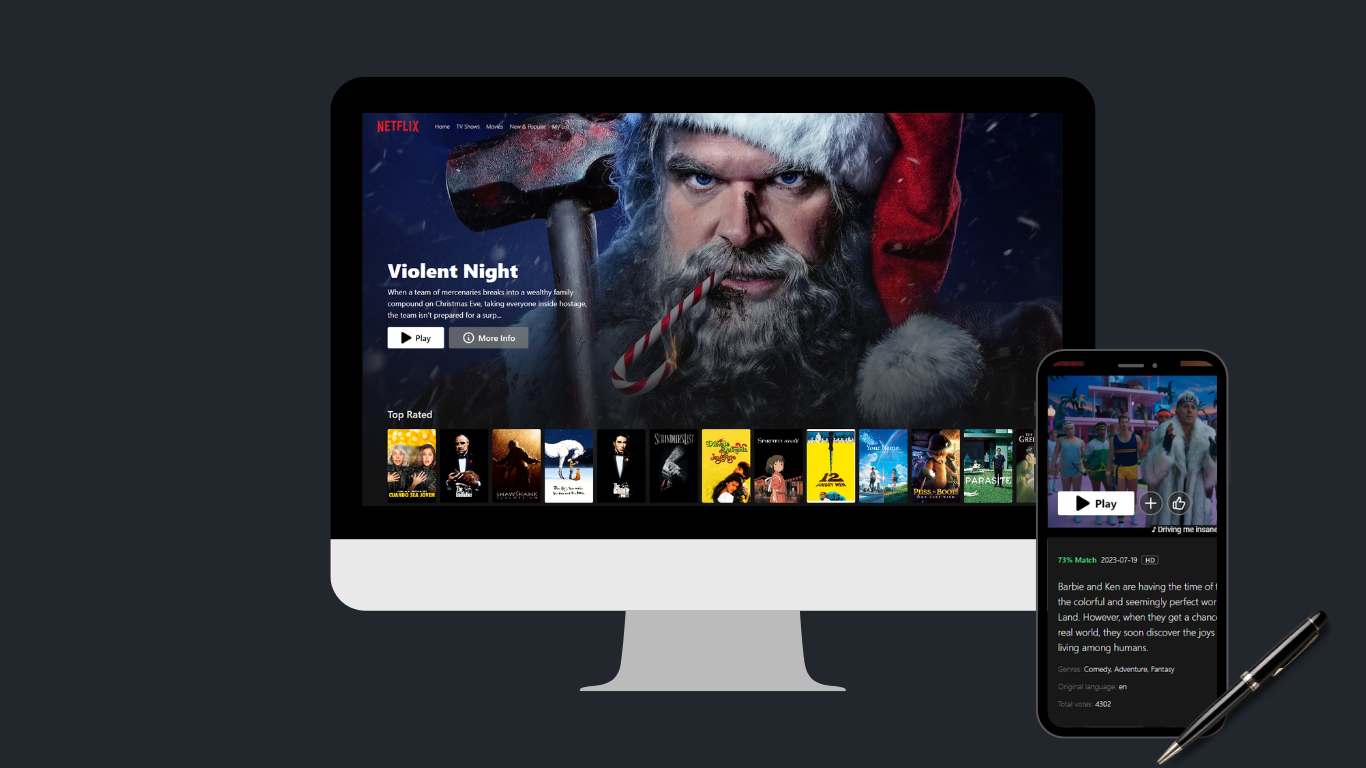 NETFLIX Home TV Shows Movies New & Popular My List
Violent Night
When a team of mercenaries breaks into a wealthy family
compound on Christmas Eve, taking everyone inside hostage,
the team isn't prepared for a surp...
Play More Info
Top Rated
CUANDO SEA JOVEN
The Godfather
SHAWSHANK
SCHINDLER'S LIST
SPIRITED AWAY
12
ANGRY MEN
Your Name.
PUSS IN BOOTS
PARASITE
Play
♪ Driving me insane
73% Match 2023-07-19 HD
Barbie and Ken are having the time of t
the colorful and seemingly perfect wor
Land. However, when they get a chance
real world, they soon discover the joys
living among humans.
Genres: Comedy, Adventure, Fantasy
Original language: en
Total votes: 4302